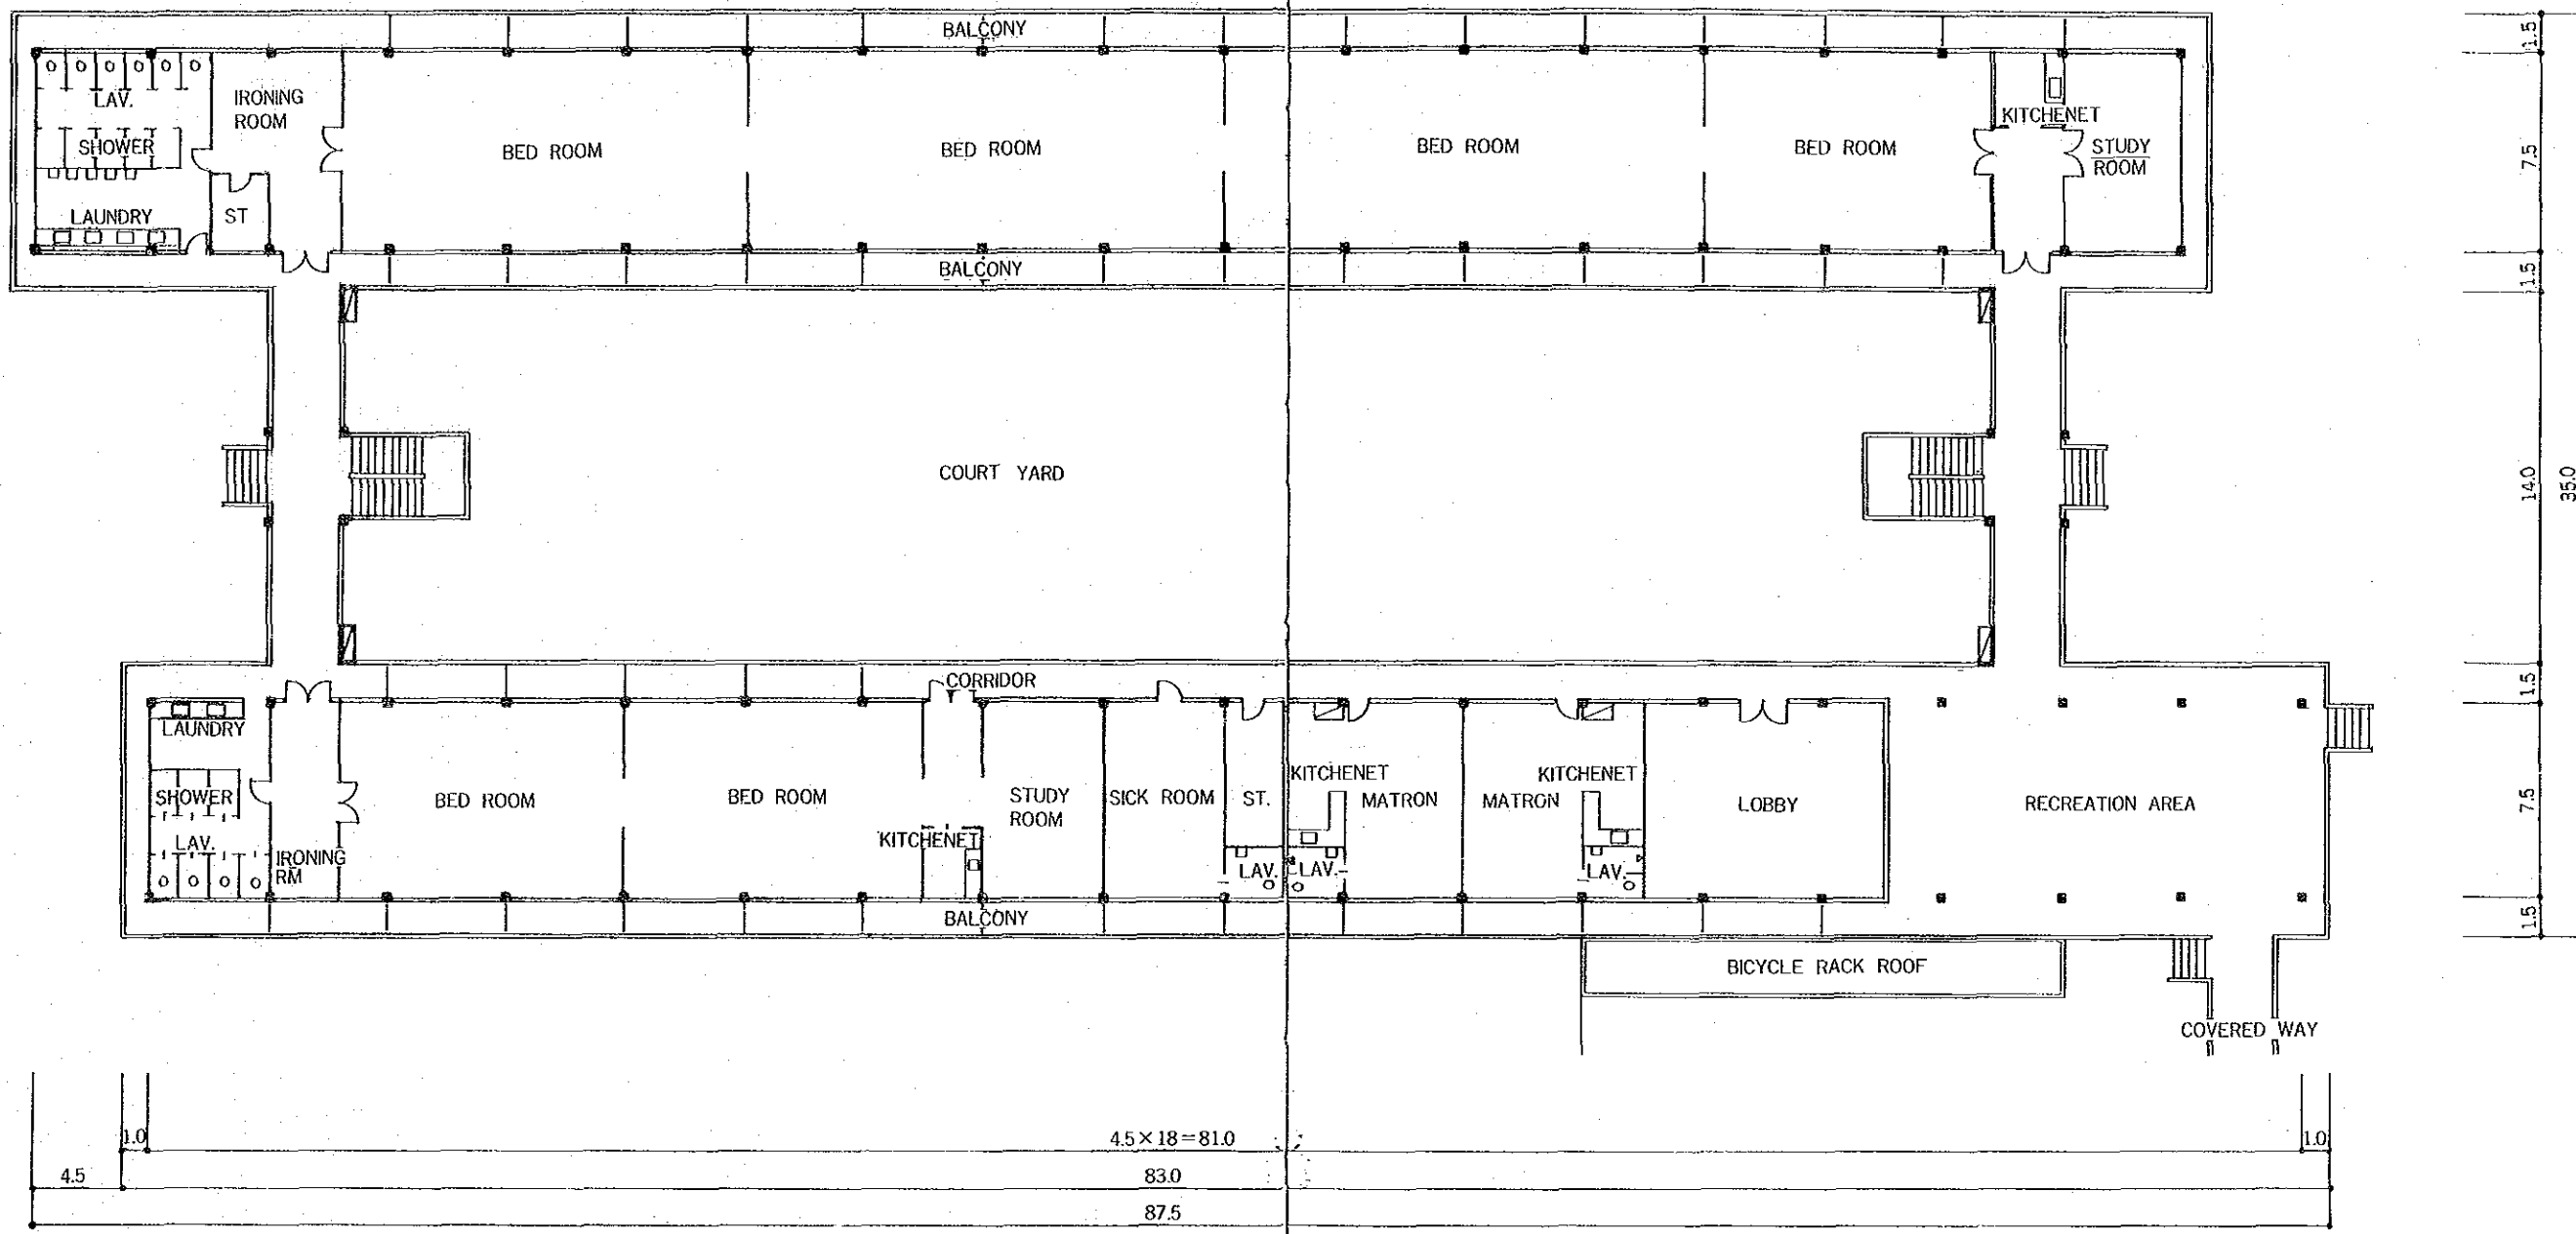 BALCONY
1.5
LAV.
IRONING
ROOM
KITCHENET
SHOWER
BED ROOM
BED ROOM
BED ROOM
BED ROOM
STUDY
ROOM
7.5
LAUNDRY
ST
BALCONY
1.5
COURT YARD
14.0
35.0
CORRIDOR
1.5
LAUNDRY
SHOWER
BED ROOM
BED ROOM
STUDY
ROOM
SICK ROOM
ST.
KITCHENET
MATRON
KITCHENET
MATRON
LOBBY
RECREATION AREA
7.5
LAV.
IRONING
RM
KITCHENET
LAV.
LAV.
LAV.
BALCONY
1.5
BICYCLE RACK ROOF
COVERED WAY
1.0
4.5×18=81.0
1.0
4.5
83.0
87.5